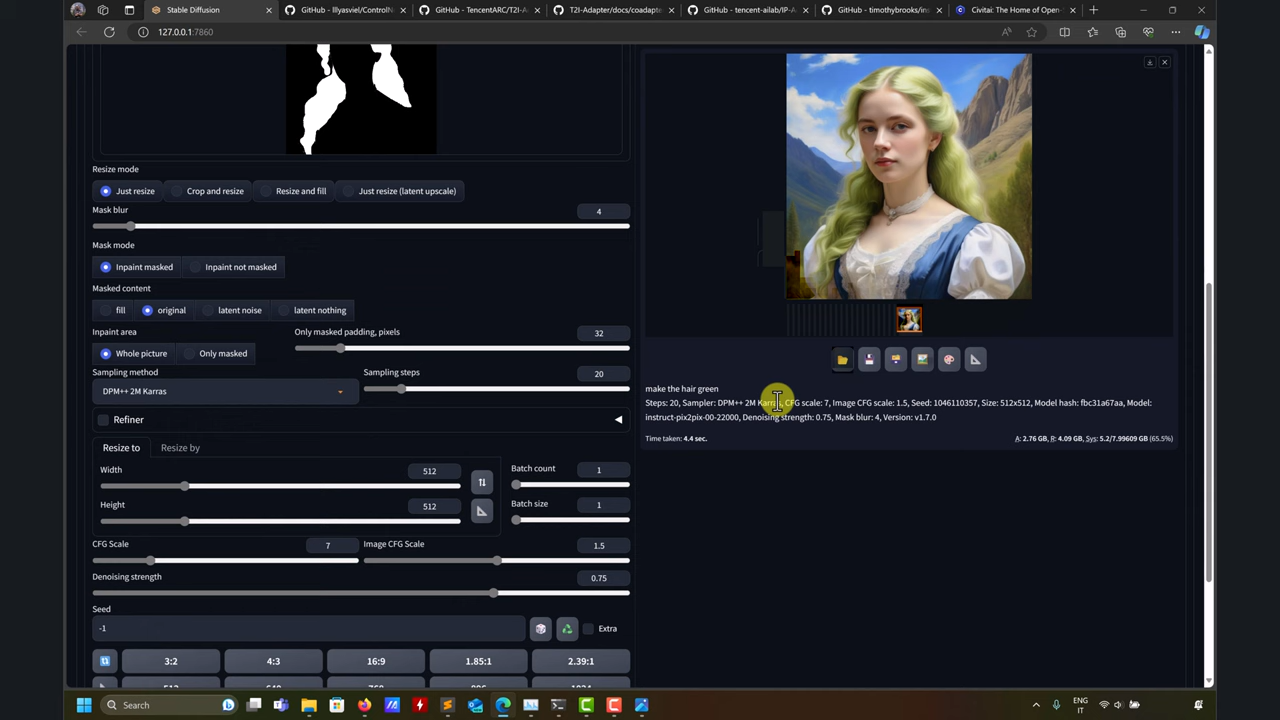 Stable Diffusion
GitHub - lllyasviel/ControlN
GitHub - TencentARC/T2I-A
T2I-Adapter/docs/coadapte
GitHub - tencent-ailab/IP-A
GitHub - timothybrooks/ins
Civitai: The Home of Open-
127.0.0.1:7860
Resize mode
Just resize
Crop and resize
Resize and fill
Just resize (latent upscale)
Mask blur
4
Mask mode
Inpaint masked
Inpaint not masked
Masked content
fill
original
latent noise
latent nothing
Inpaint area
Only masked padding, pixels
32
Whole picture
Only masked
Sampling method
Sampling steps
20
DPM++ 2M Karras
Refiner
Resize to
Resize by
Width
512
Batch count
1
Height
512
Batch size
1
CFG Scale
7
Image CFG Scale
1.5
Denoising strength
0.75
Seed
-1
Extra
3:2
4:3
16:9
1.85:1
2.39:1
512
640
768
896
1024
make the hair green
Steps: 20, Sampler: DPM++ 2M Karras, CFG scale: 7, Image CFG scale: 1.5, Seed: 1046110357, Size: 512x512, Model hash: fbc31a67aa, Model:
instruct-pix2pix-00-22000, Denoising strength: 0.75, Mask blur: 4, Version: v1.7.0
Time taken: 4.4 sec.
A: 2.76 GB, R: 4.09 GB, Sys: 5.2/7.99609 GB (65.5%)
Search
ENG
IT